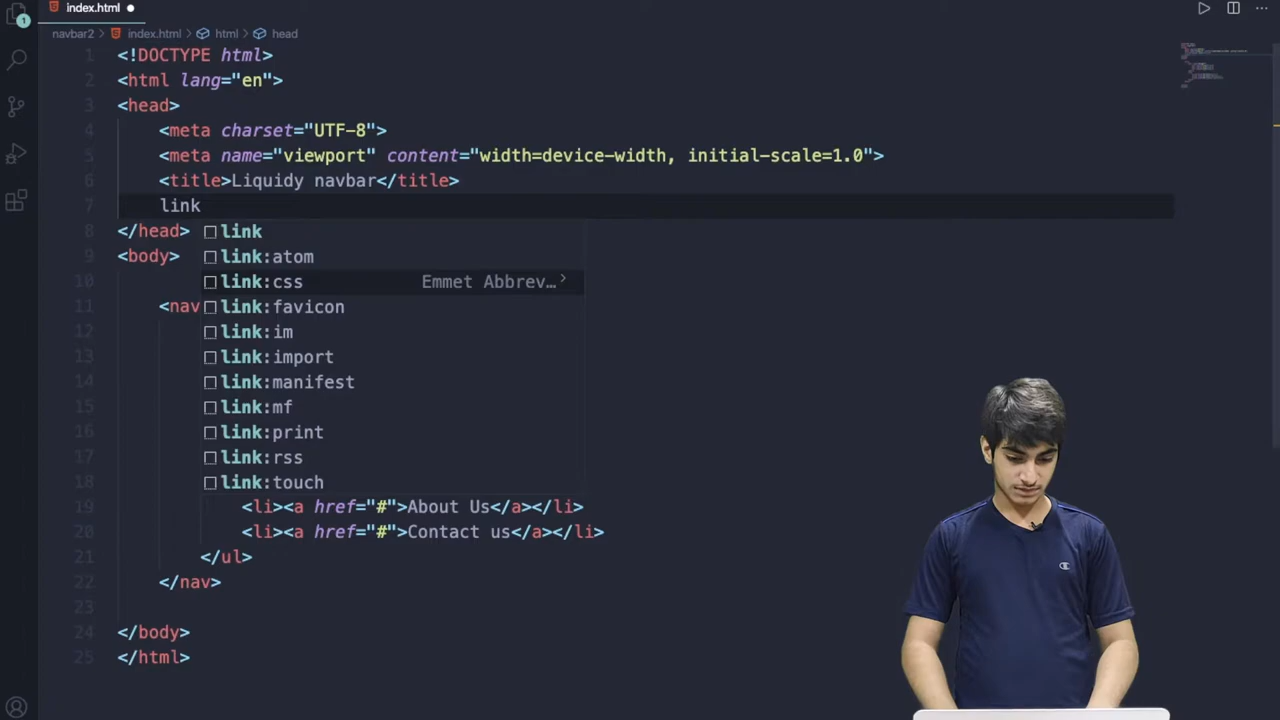 index.html
1
navbar2 > index.html > html > head
1 <!DOCTYPE html>
2 <html lang="en">
3 <head>
4 <meta charset="UTF-8">
5 <meta name="viewport" content="width=device-width, initial-scale=1.0">
6 <title>Liquidy navbar</title>
7 link
8 </head>
link
9 <body>
link:atom
10
link:css Emmet Abbrev…
11 <nav
link:favicon
12
link:im
13
link:import
14
link:manifest
15
link:mf
16
link:print
17
link:rss
18
link:touch
19 <li><a href="#">About Us</a></li>
20 <li><a href="#">Contact us</a></li>
21 </ul>
22 </nav>
23
24 </body>
25 </html>